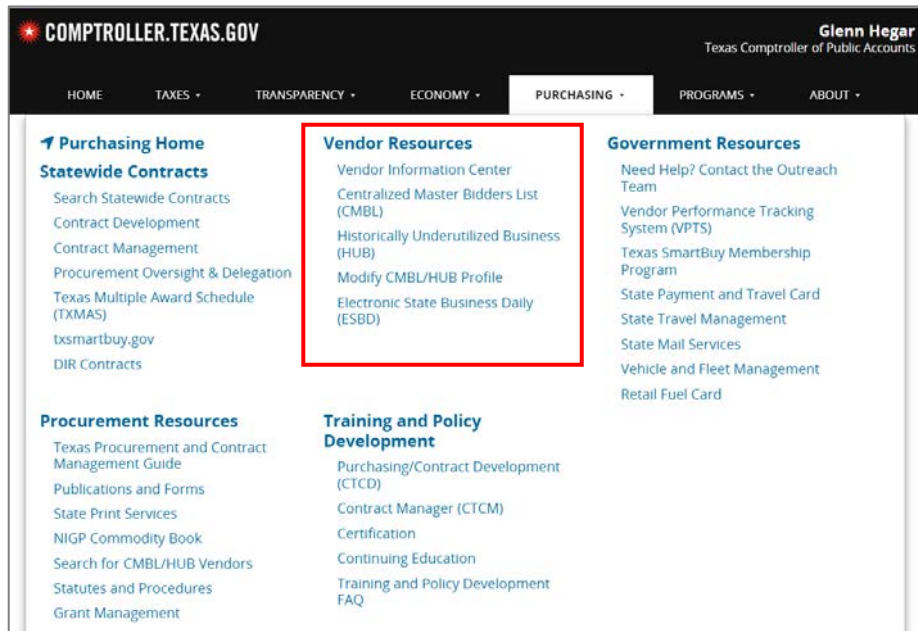 COMPTROLLER.TEXAS.GOV
Glenn Hegar
Texas Comptroller of Public Accounts
HOME
TAXES
TRANSPARENCY
ECONOMY
PURCHASING
PROGRAMS
ABOUT
Purchasing Home
Statewide Contracts
Search Statewide Contracts
Contract Development
Contract Management
Procurement Oversight & Delegation
Texas Multiple Award Schedule
(TXMAS)
txsmartbuy.gov
DIR Contracts
Vendor Resources
Vendor Information Center
Centralized Master Bidders List
(CMBL)
Historically Underutilized Business
(HUB)
Modify CMBL/HUB Profile
Electronic State Business Daily
(ESBD)
Government Resources
Need Help? Contact the Outreach
Team
Vendor Performance Tracking
System (VPTS)
Texas SmartBuy Membership
Program
State Payment and Travel Card
State Travel Management
State Mail Services
Vehicle and Fleet Management
Retail Fuel Card
Procurement Resources
Texas Procurement and Contract
Management Guide
Publications and Forms
State Print Services
NIGP Commodity Book
Search for CMBL/HUB Vendors
Statutes and Procedures
Grant Management
Training and Policy
Development
Purchasing/Contract Development
(CTCD)
Contract Manager (CTCM)
Certification
Continuing Education
Training and Policy Development
FAQ